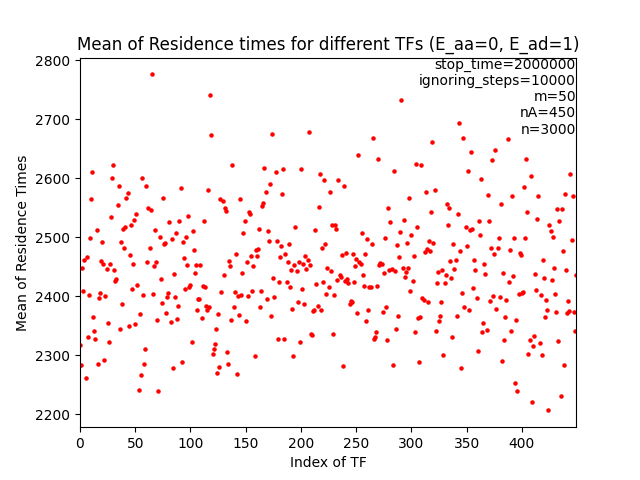 Mean of Residence times for different TFs (E_aa=0, E_ad=1)
stop_time=2000000
ignoring_steps=10000
m=50
nA=450
n=3000
2800
2700
2600
2500
2400
2300
2200
Mean of Residence Times
0 50 100 150 200 250 300 350 400
Index of TF